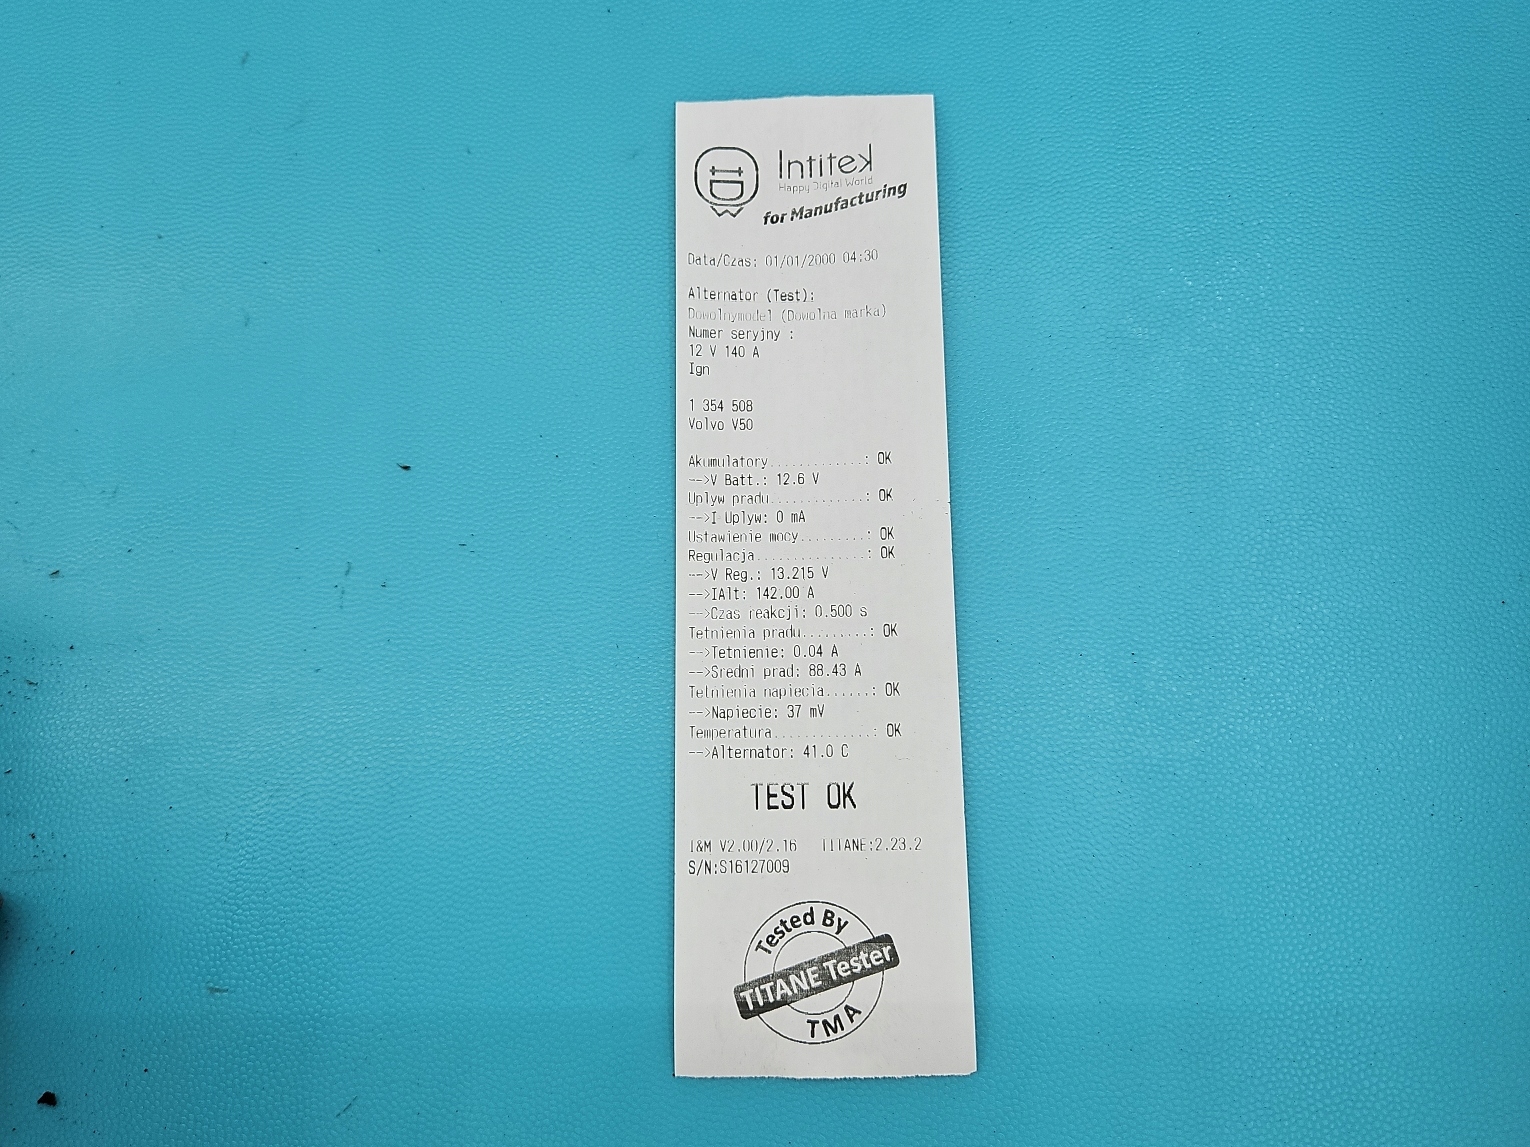 Intitek
Happy Digital World
for Manufacturing
Data/Czas: 01/01/2000 04:30
Alternator (Test):
Dowolnymodel (Dowolna marka)
Numer seryjny :
12 V 140 A
Ign
1 354 508
Volvo V50
Akumulatory.............: OK
-->V Batt.: 12.6 V
Uplyw pradu.............: OK
-->I Uplyw: 0 mA
Ustawienie mocy.........: OK
Regulacja...............: OK
-->V Reg.: 13.215 V
-->IAlt: 142.00 A
-->Czas reakcji: 0.500 s
Tetnienia pradu.........: OK
-->Tetnienie: 0.04 A
-->Sredni prad: 88.43 A
Tetnienia napiecia......: OK
-->Napiecie: 37 mV
Temperatura.............: OK
-->Alternator: 41.0 C
TEST OK
I&M V2.00/2.16 TITANE:2.23.2
S/N:S16127009
Tested By
TITANE Tester
TMA